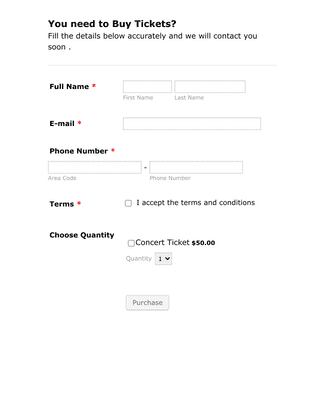 You need to Buy Tickets?
Fill the details below accurately and we will contact you
soon .
Full Name *
First Name Last Name
E-mail *
Phone Number *
-
Area Code Phone Number
Terms * I accept the terms and conditions
Choose Quantity
Concert Ticket $50.00
Quantity 1
Purchase